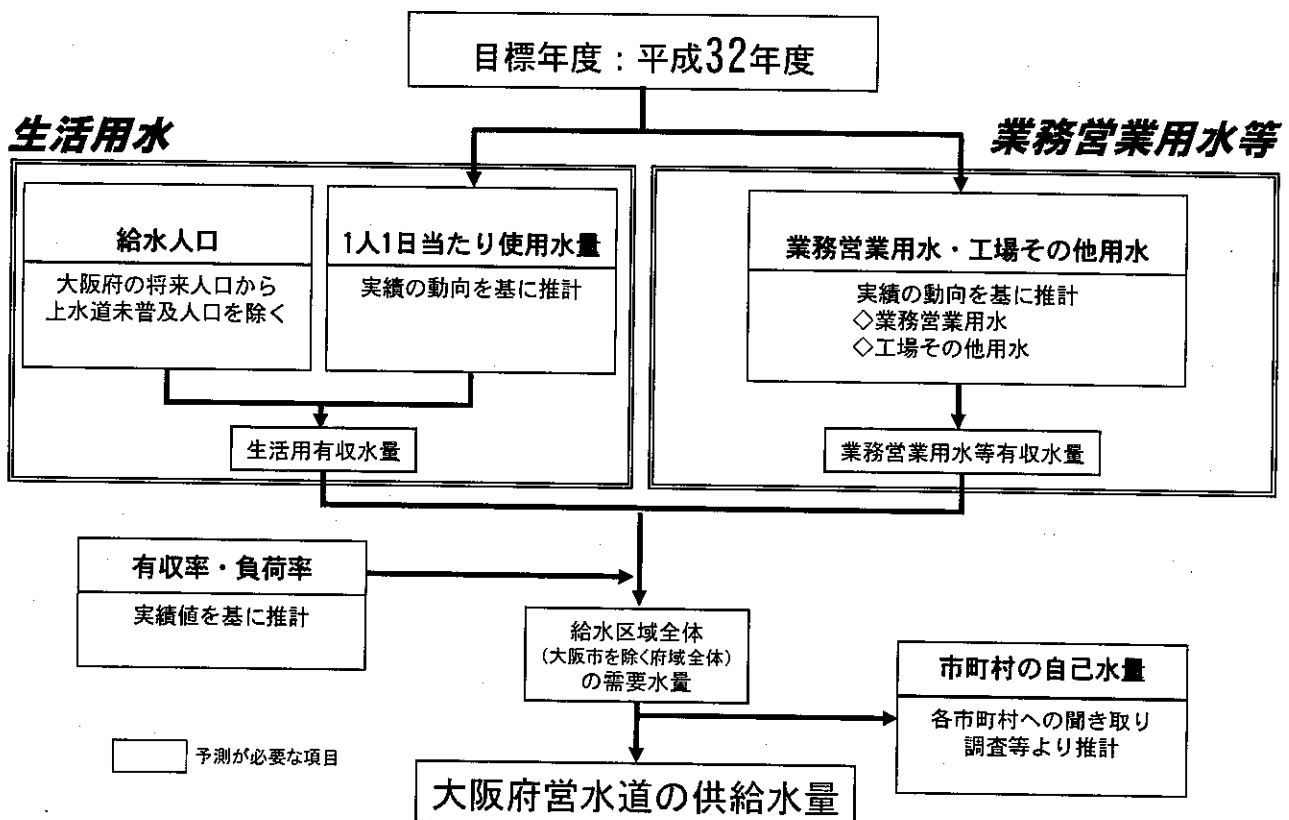 目標年度：平成32年度
生活用水
業務営業用水等
給水人口
大阪府の将来人口から
上水道未普及人口を除く
1人1日当たり使用水量
実績の動向を基に推計
業務営業用水・工場その他用水
実績の動向を基に推計
◇業務営業用水
◇工場その他用水
生活用有収水量
業務営業用水等有収水量
有収率・負荷率
実績値を基に推計
給水区域全体
（大阪市を除く府域全体）
の需要水量
市町村の自己水量
各市町村への聞き取り
調査等より推計
予測が必要な項目
大阪府営水道の供給水量